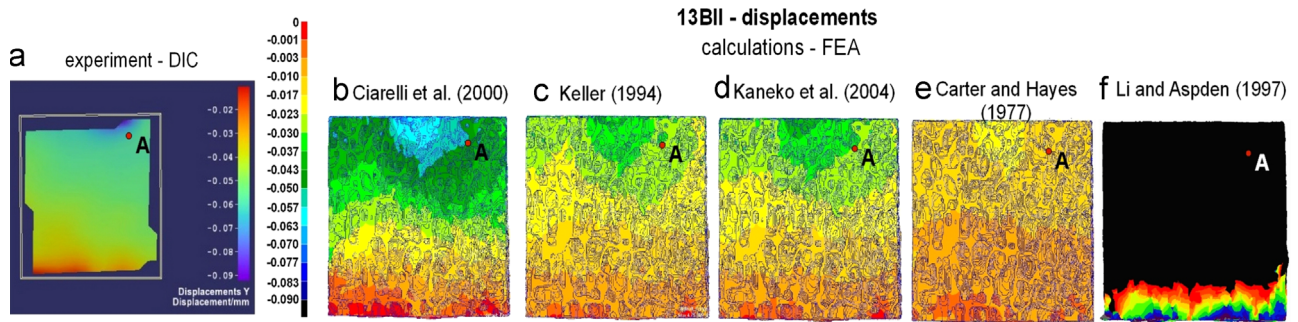 13BII - displacements
calculations - FEA
a
experiment - DIC
-0.02
-0.03
-0.04
-0.05
-0.06
-0.07
-0.08
-0.09
Displacements Y
Displacement/mm
A
0
-0.001
-0.003
-0.010
-0.017
-0.023
-0.025
-0.030
-0.037
-0.043
-0.050
-0.057
-0.063
-0.070
-0.077
-0.083
-0.090
b Ciarelli et al. (2000)
A
c Keller (1994)
A
d Kaneko et al. (2004)
A
e Carter and Hayes
(1977)
A
f Li and Aspden (1997)
A